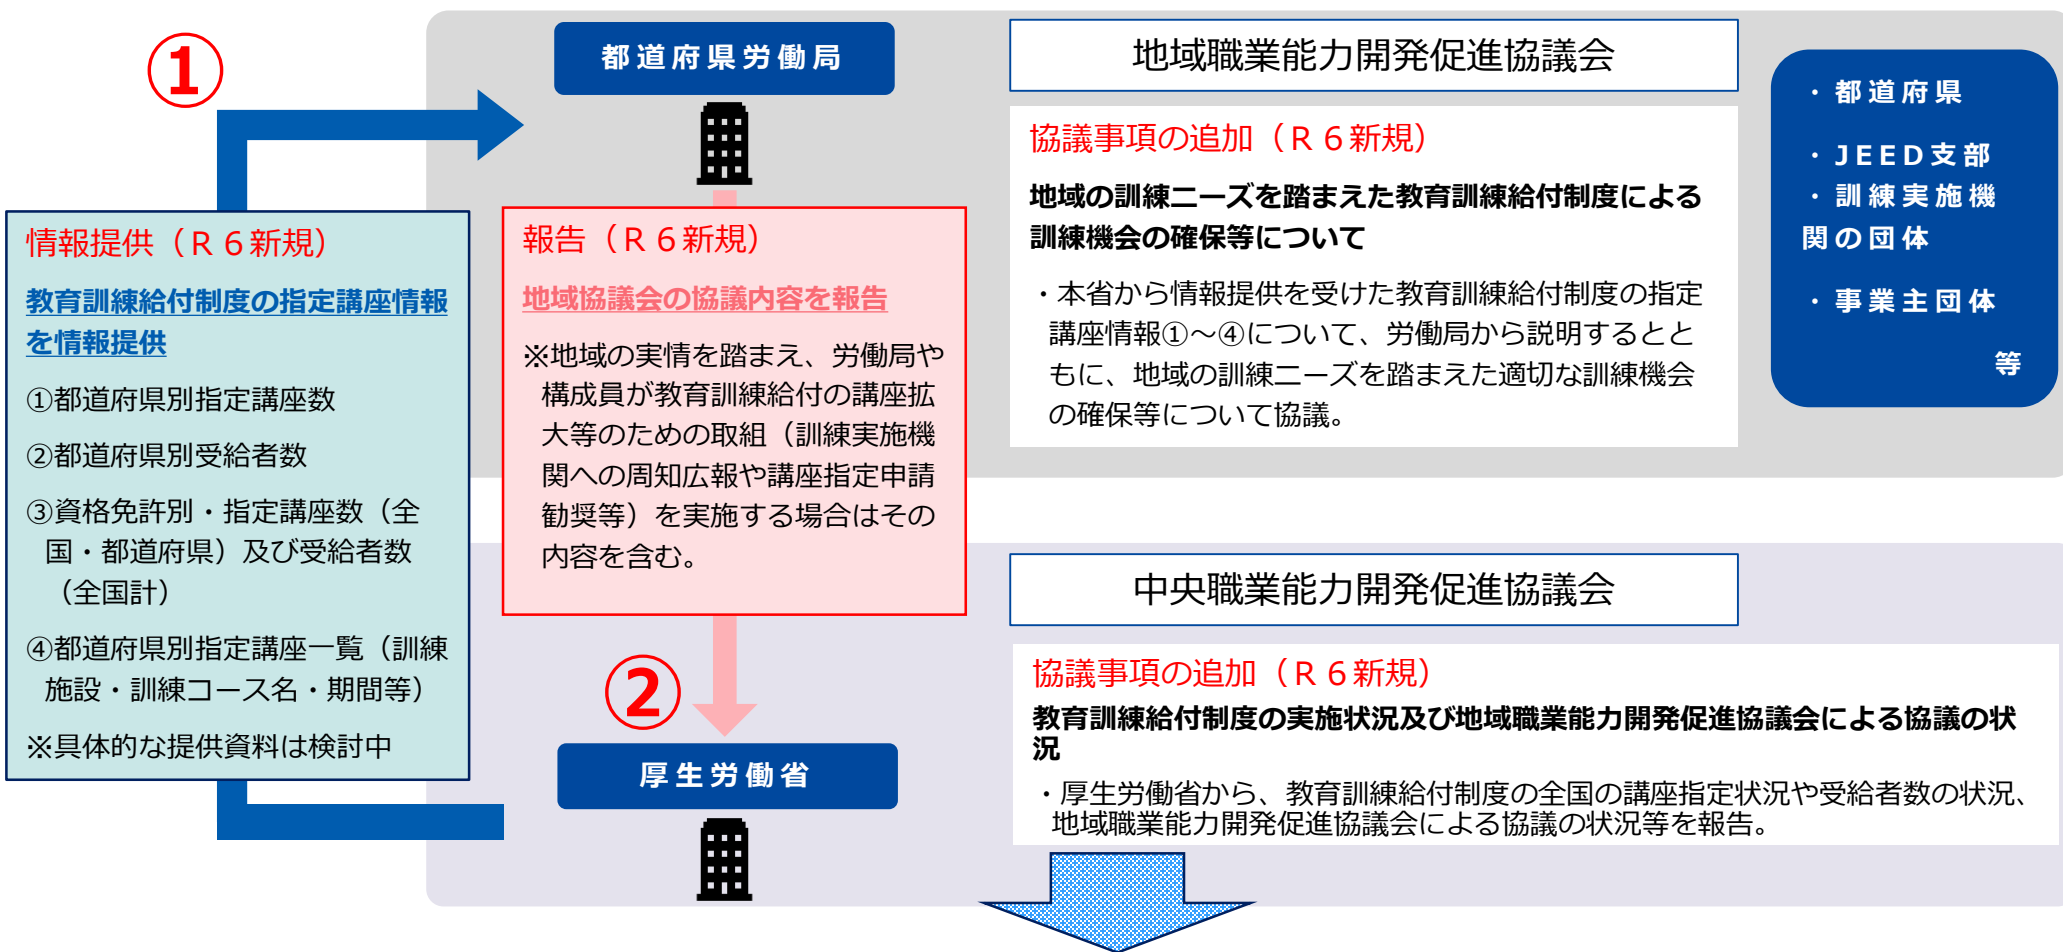 ①
都道府県労働局
地域職業能力開発促進協議会
協議事項の追加（Ｒ６新規）
地域の訓練ニーズを踏まえた教育訓練給付制度による
訓練機会の確保等について
・本省から情報提供を受けた教育訓練給付制度の指定
講座情報①～④について、労働局から説明するとと
もに、地域の訓練ニーズを踏まえた適切な訓練機会
の確保等について協議。
・都道府県
・JEED支部
・訓練実施機
関の団体
・事業主団体
等
情報提供（Ｒ６新規）
教育訓練給付制度の指定講座情報
を情報提供
①都道府県別指定講座数
②都道府県別受給者数
③資格免許別・指定講座数（全
国・都道府県）及び受給者数
（全国計）
④都道府県別指定講座一覧（訓練
施設・訓練コース名・期間等）
※具体的な提供資料は検討中
報告（Ｒ６新規）
地域協議会の協議内容を報告
※地域の実情を踏まえ、労働局や
構成員が教育訓練給付の講座拡
大等のための取組（訓練実施機
関への周知広報や講座指定申請
勧奨等）を実施する場合はその
内容を含む。
②
厚生労働省
中央職業能力開発促進協議会
協議事項の追加（Ｒ６新規）
教育訓練給付制度の実施状況及び地域職業能力開発促進協議会による協議の状
況
・厚生労働省から、教育訓練給付制度の全国の講座指定状況や受給者数の状況、
地域職業能力開発促進協議会による協議の状況等を報告。